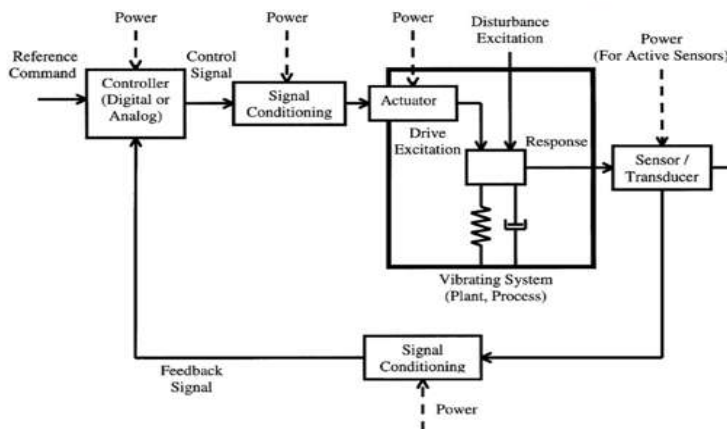 Power
Power
Power
Disturbance
Excitation
Power
(For Active Sensors)
Reference
Command
Controller
(Digital or
Analog)
Control
Signal
Signal
Conditioning
Actuator
Drive
Excitation
Response
Sensor /
Transducer
Vibrating System
(Plant, Process)
Feedback
Signal
Signal
Conditioning
Power